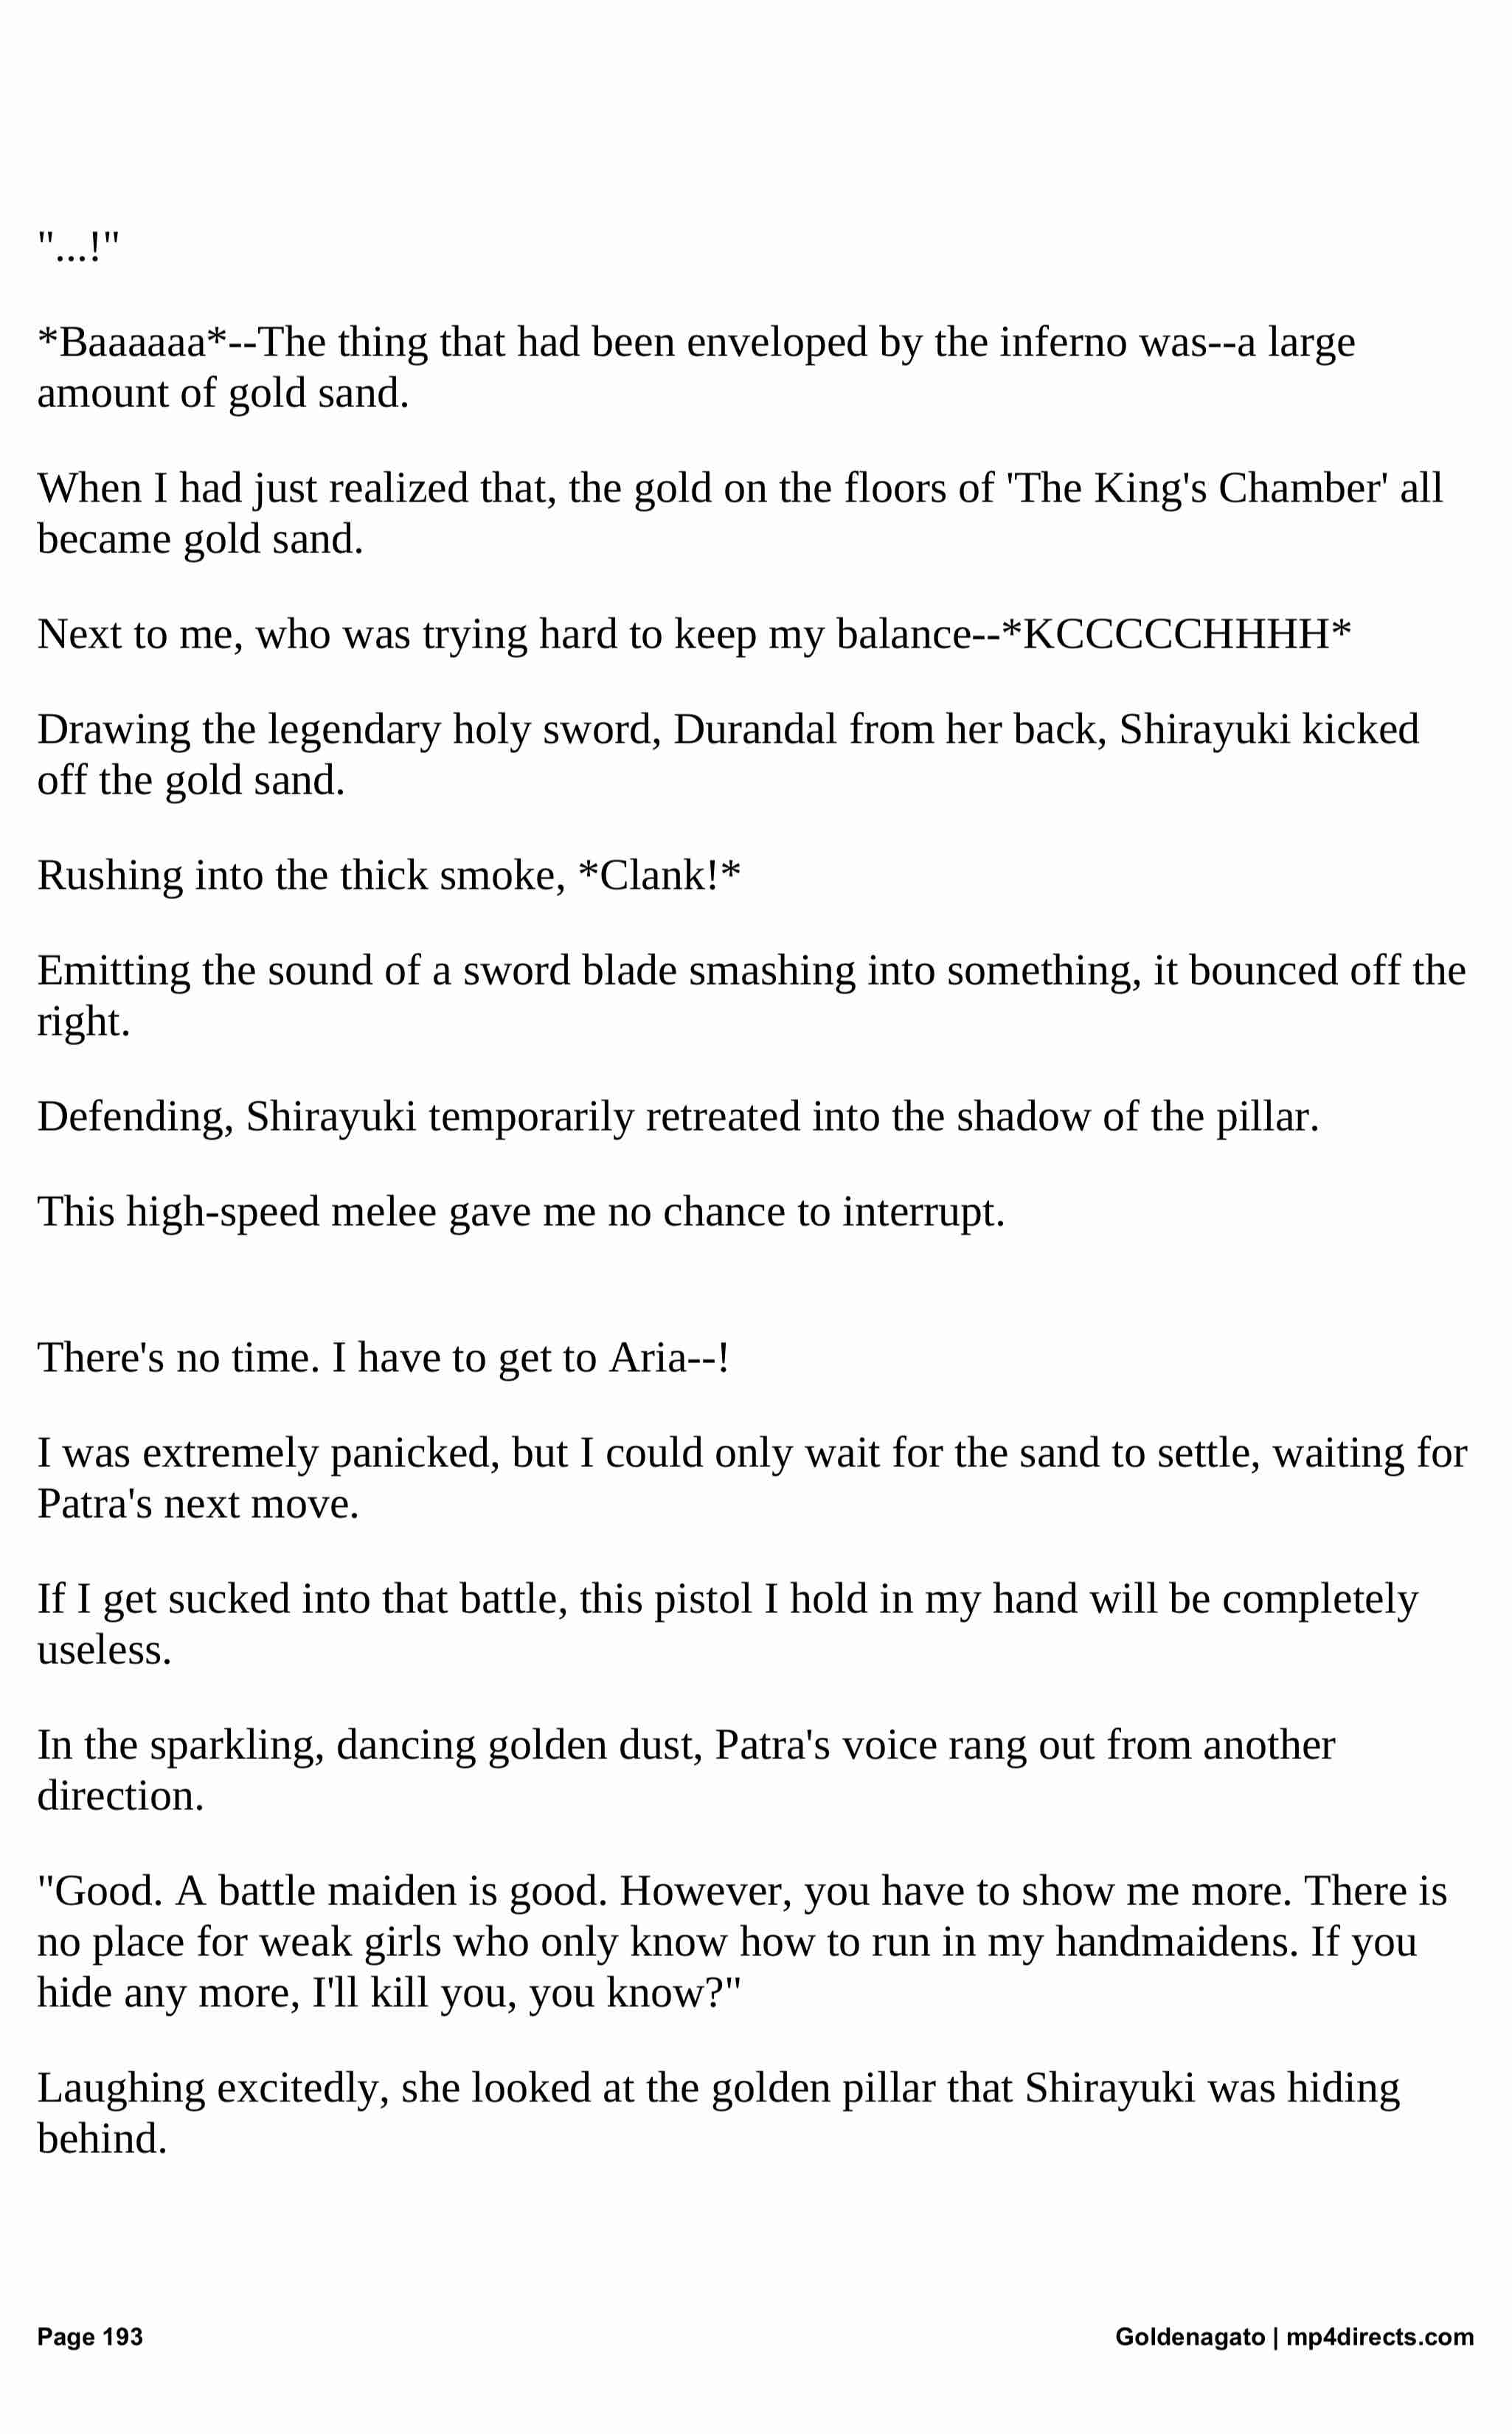 "...!"
*Baaaaaa*--The thing that had been enveloped by the inferno was--a large
amount of gold sand.
When I had just realized that, the gold on the floors of 'The King's Chamber' all
became gold sand.
Next to me, who was trying hard to keep my balance--*KCCCCCHHHH*
Drawing the legendary holy sword, Durandal from her back, Shirayuki kicked
off the gold sand.
Rushing into the thick smoke, *Clank!*
Emitting the sound of a sword blade smashing into something, it bounced off the
right.
Defending, Shirayuki temporarily retreated into the shadow of the pillar.
This high-speed melee gave me no chance to interrupt.
There's no time. I have to get to Aria--!
I was extremely panicked, but I could only wait for the sand to settle, waiting for
Patra's next move.
If I get sucked into that battle, this pistol I hold in my hand will be completely
useless.
In the sparkling, dancing golden dust, Patra's voice rang out from another
direction.
"Good. A battle maiden is good. However, you have to show me more. There is
no place for weak girls who only know how to run in my handmaidens. If you
hide any more, I'll kill you, you know?"
Laughing excitedly, she looked at the golden pillar that Shirayuki was hiding
behind.
Page 193
Goldenagato | mp4directs.com